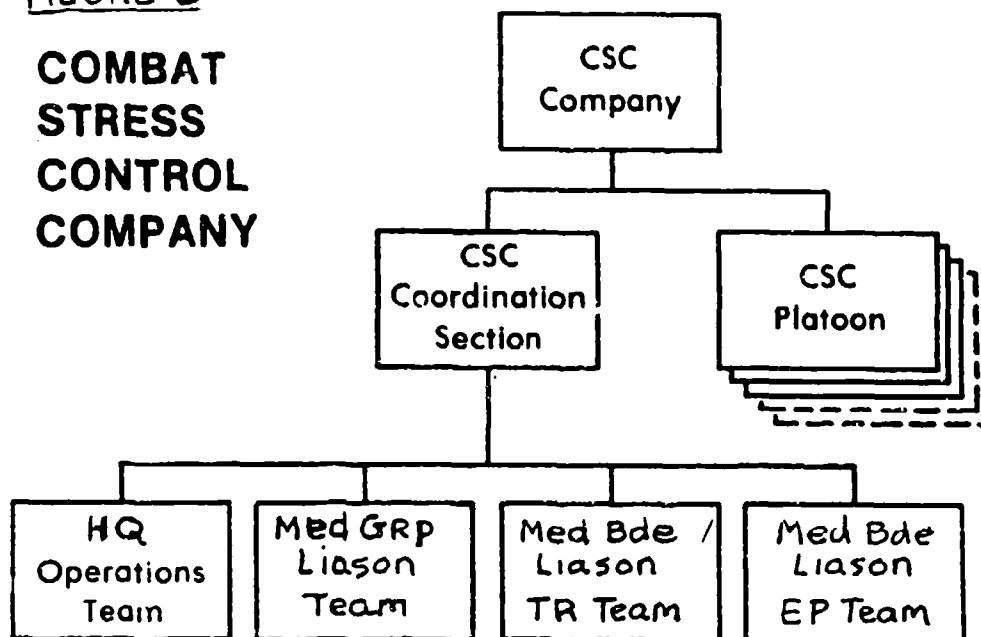 COMBAT
STRESS
CONTROL
COMPANY
CSC
Company
CSC
Coordination
Section
CSC
Platoon
HQ
Operations
Team
Med GRp
Liason
Team
Med Bde /
Liason
TR Team
Med Bde
Liason
EP Team